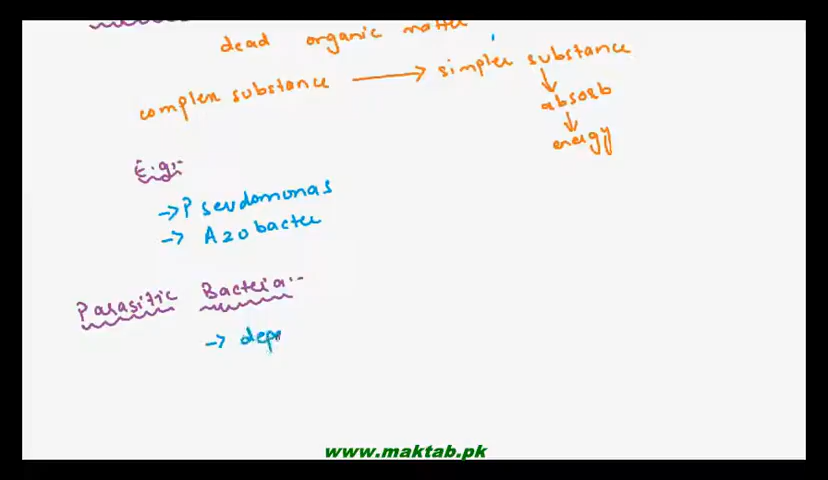 dead organic matter
complex substance → simpler substance
↓
absorb
↓
energy
E.g:-
→ Pseudomonas
→ Azobacter
Parasitic Bacteria:-
→ dep
www.maktab.pk